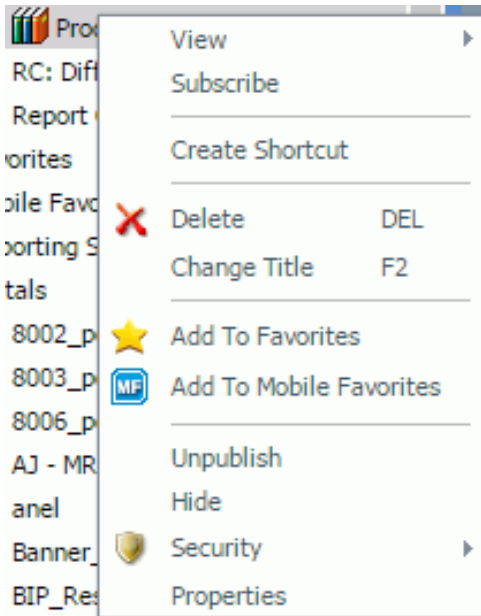 Proc
View
RC: Diff
Subscribe
Report
Create Shortcut
Delete DEL
Change Title F2
tals
8002_p
Add To Favorites
8003_p
MF Add To Mobile Favorites
8006_p
AJ - MR
Unpublish
anel
Hide
Banner_
Security
BIP_Res
Properties
vorites
bile Favo
porting S